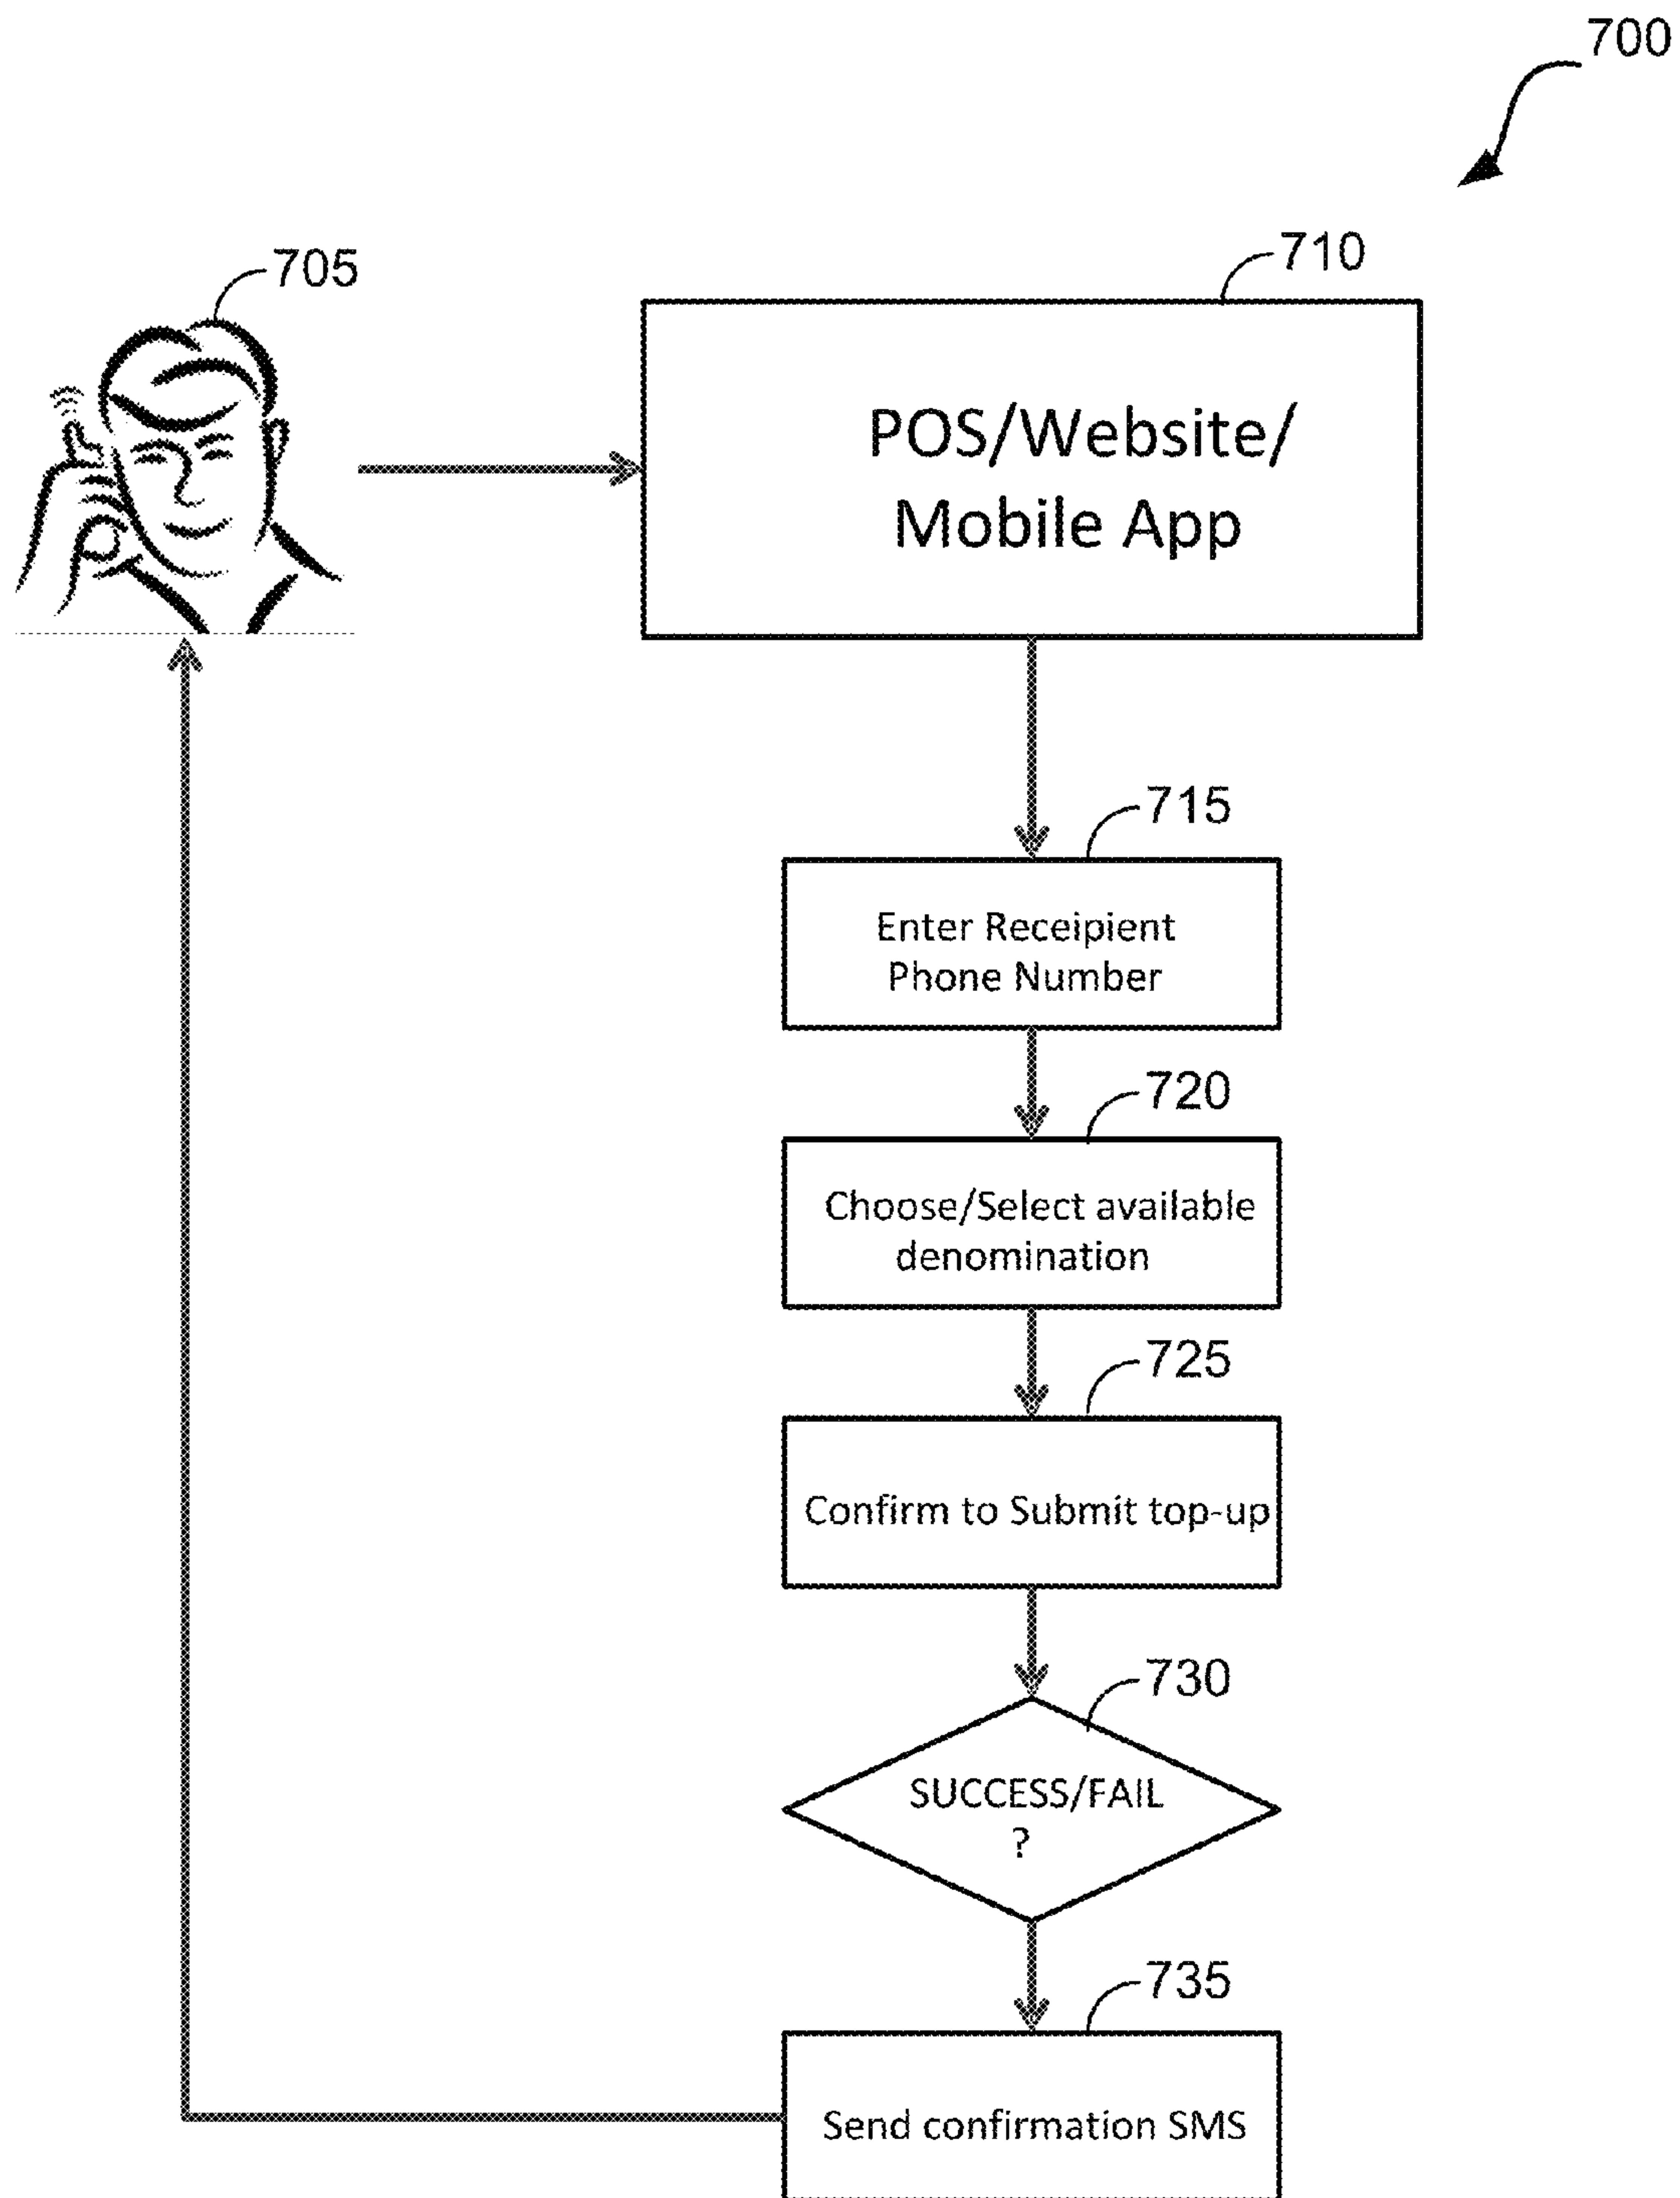 700
705
710
POS/Website/
Mobile App
715
Enter Receipient
Phone Number
720
Choose/Select available
denomination
725
Confirm to Submit top-up
730
SUCCESS/FAIL
?
735
Send confirmation SMS